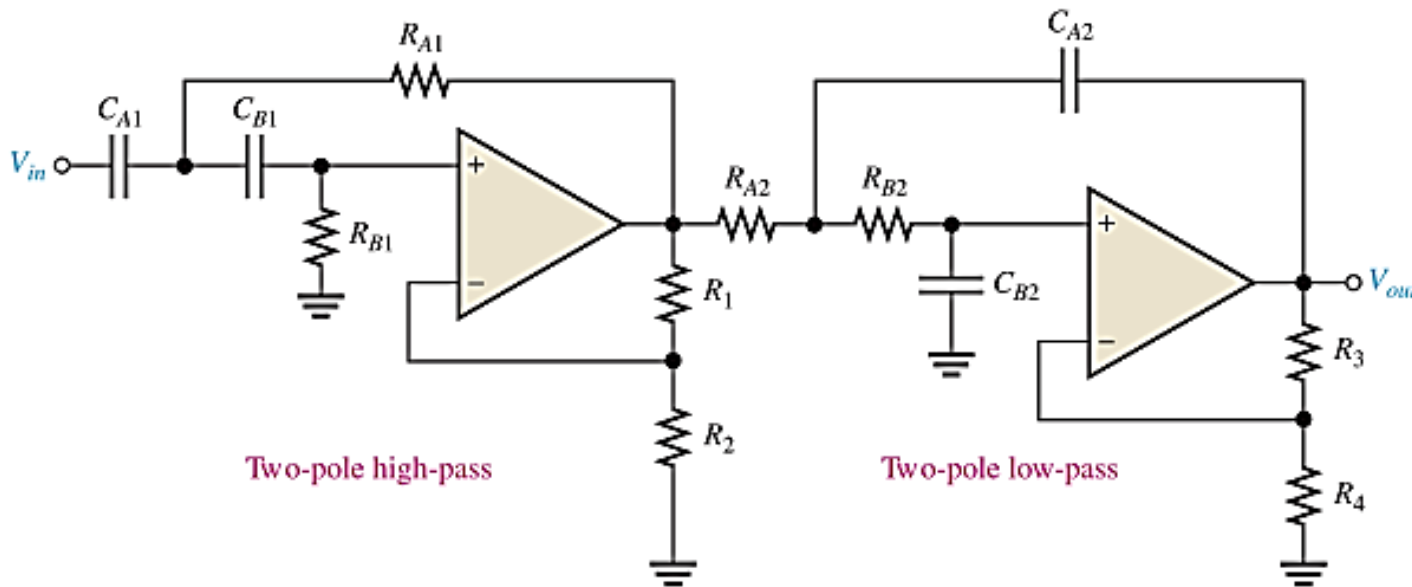 C_A2
R_A1
C_A1
C_B1
V_in
+
R_A2
R_B2
R_B1
+
−
R_1
C_B2
V_out
−
R_3
R_2
Two-pole high-pass
Two-pole low-pass
R_4